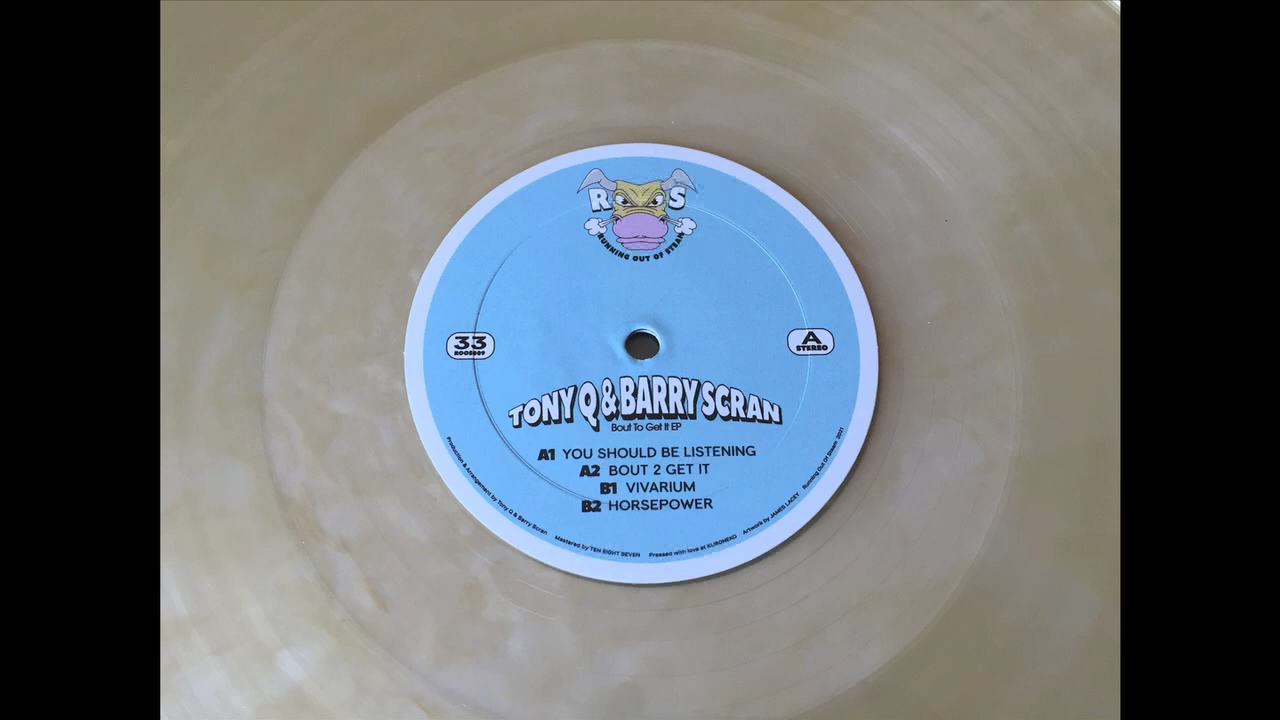 R S
RUNNING OUT OF STEAM
33
ROOS009
A
STEREO
TONY Q & BARRY SCRAN
Bout To Get It EP
A1 YOU SHOULD BE LISTENING
A2 BOUT 2 GET IT
B1 VIVARIUM
B2 HORSEPOWER
Production & Arrangement by Tony Q & Barry Scran
Mastered by TEN EIGHT SEVEN
Pressed with love at KURONEKO
Artwork by JAMES LACEY
Running Out Of Steam 2021